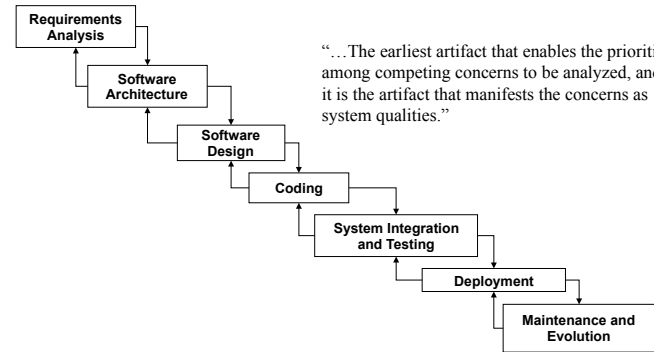 Requirements
Analysis
“…The earliest artifact that enables the
among competing concerns to be analyzed,
Software
Architecture
it is the artifact that manifests the concerns as
system qualities.”
Software
Design
Coding
System Integration
and Testing
Deployment
Maintenance and
Evolution